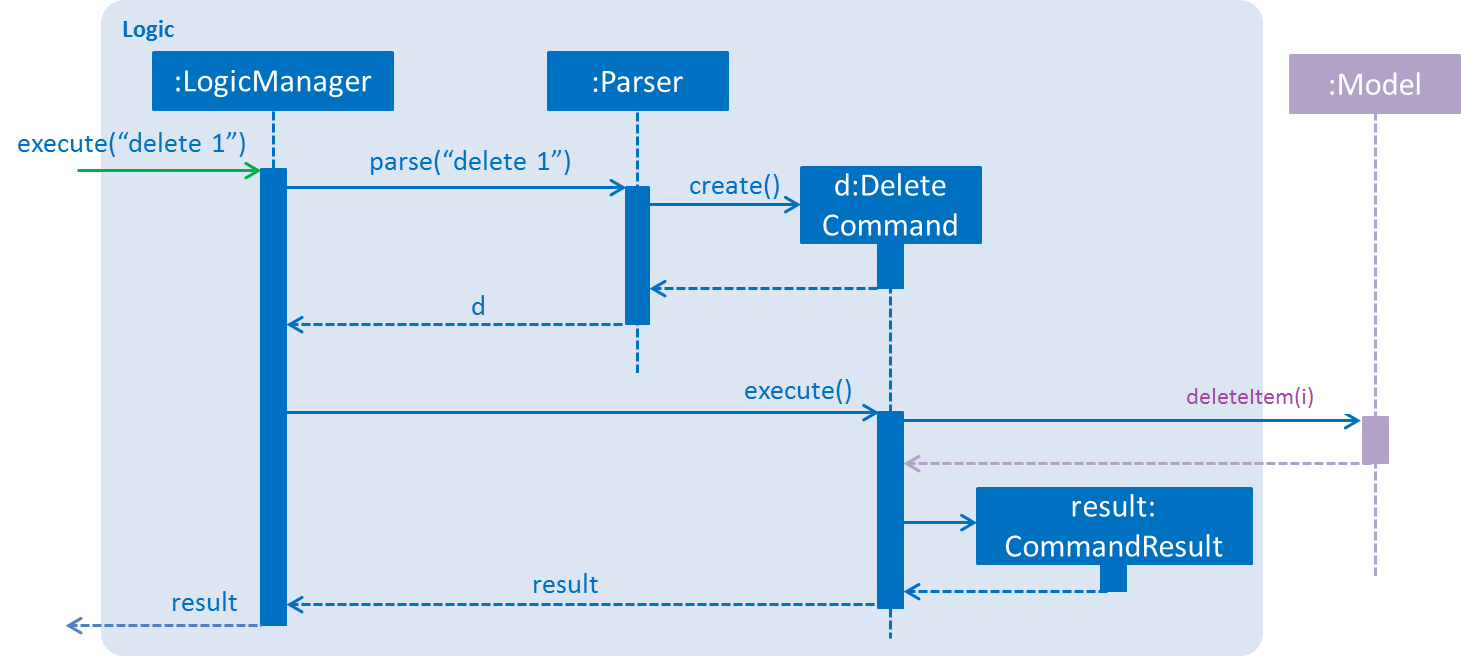 Logic
:LogicManager
:Parser
:Model
execute(“delete 1”)
parse(“delete 1”)
create()
d:Delete
Command
d
execute()
deleteItem(i)
result:
CommandResult
result
result